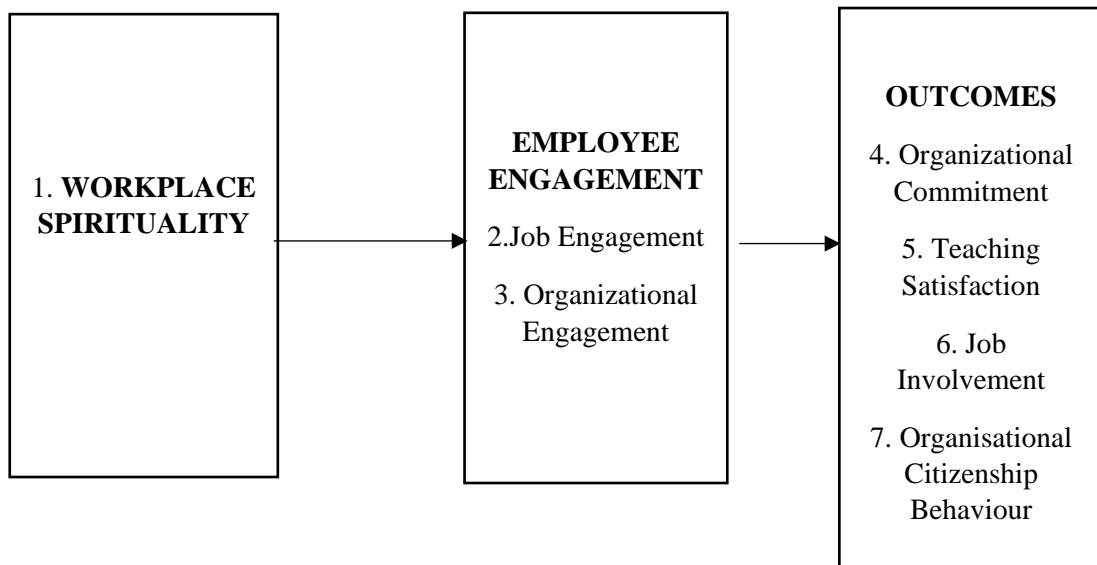 1. WORKPLACE
SPIRITUALITY
EMPLOYEE
ENGAGEMENT
2.Job Engagement
3. Organizational
Engagement
OUTCOMES
4. Organizational
Commitment
5. Teaching
Satisfaction
6. Job
Involvement
7. Organisational
Citizenship
Behaviour